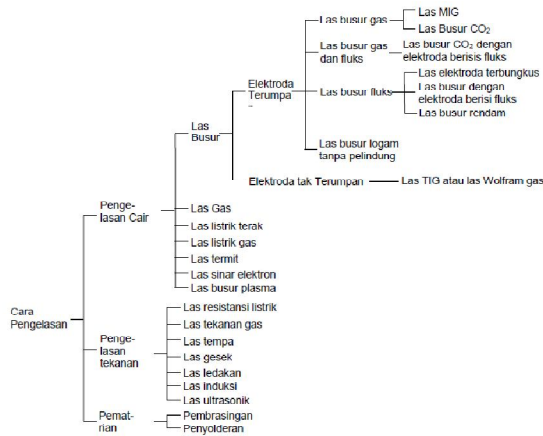 Las busur gas
Las MIG
Las Busur CO₂
Las busur gas
dan fluks
Las busur CO₂ dengan
elektroda berisis fluks
Elektroda
Terumpa
–
Las busur fluks
Las elektroda terbungkus
Las busur dengan
elektroda berisi fluks
Las busur rendam
Las
Busur
Las busur logam
tanpa pelindung
Elektroda tak Terumpan
Las TIG atau las Wolfram gas
Penge-
lasan Cair
Las Gas
Las listrik terak
Las listrik gas
Las termit
Las sinar elektron
Las busur plasma
Cara
Pengelasan
Penge-
lasan
tekanan
Las resistansi listrik
Las tekanan gas
Las tempa
Las gesek
Las ledakan
Las induksi
Las ultrasonik
Pemat-
rian
Pembrasingan
Penyolderan